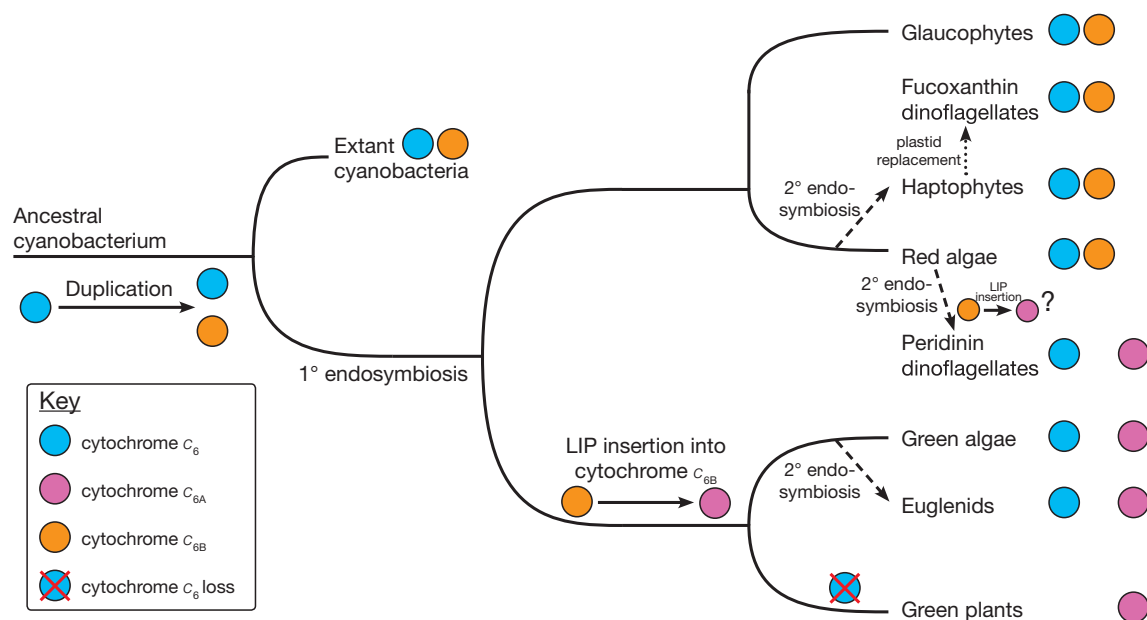 Glaucophytes
Fucoxanthin
dinoflagellates
plastid
replacement
Extant
cyanobacteria
2° endo-
symbiosis
Haptophytes
Ancestral
cyanobacterium
Red algae
2° endo-
symbiosis
LIP
insertion
?
Duplication
Peridinin
dinoflagellates
1° endosymbiosis
Key
cytochrome c6
cytochrome c6A
cytochrome c6B
cytochrome c6 loss
LIP insertion into
cytochrome c6B
Green algae
2° endo-
symbiosis
Euglenids
Green plants